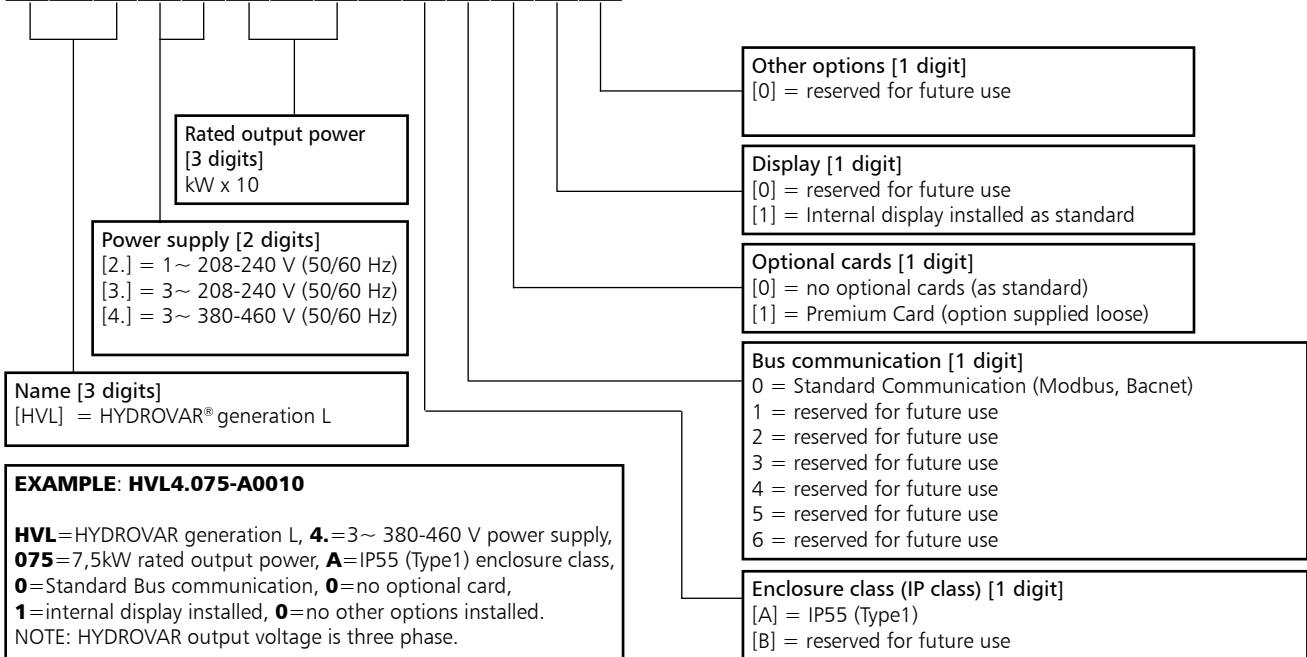 Rated output power
[3 digits]
kW x 10
Power supply [2 digits]
[2.] = 1~ 208-240 V (50/60 Hz)
[3.] = 3~ 208-240 V (50/60 Hz)
[4.] = 3~ 380-460 V (50/60 Hz)
Name [3 digits]
[HVL] = HYDROVAR® generation L
EXAMPLE: HVL4.075-A0010
HVL=HYDROVAR generation L, 4.=3~ 380-460 V power supply,
075=7,5kW rated output power, A=IP55 (Type1) enclosure class,
0=Standard Bus communication, 0=no optional card,
1=internal display installed, 0=no other options installed.
NOTE: HYDROVAR output voltage is three phase.
Other options [1 digit]
[0] = reserved for future use
Display [1 digit]
[0] = reserved for future use
[1] = Internal display installed as standard
Optional cards [1 digit]
[0] = no optional cards (as standard)
[1] = Premium Card (option supplied loose)
Bus communication [1 digit]
0 = Standard Communication (Modbus, Bacnet)
1 = reserved for future use
2 = reserved for future use
3 = reserved for future use
4 = reserved for future use
5 = reserved for future use
6 = reserved for future use
Enclosure class (IP class) [1 digit]
[A] = IP55 (Type1)
[B] = reserved for future use